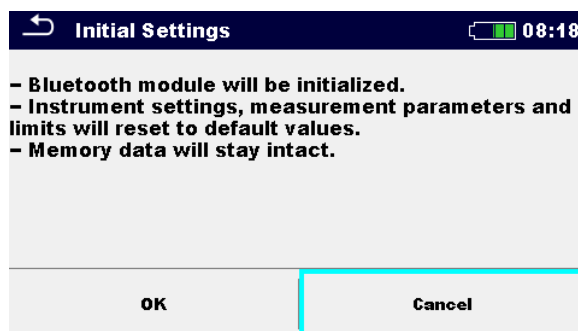 Initial Settings 08:18
– Bluetooth module will be initialized.
– Instrument settings, measurement parameters and
limits will reset to default values.
– Memory data will stay intact.
OK Cancel